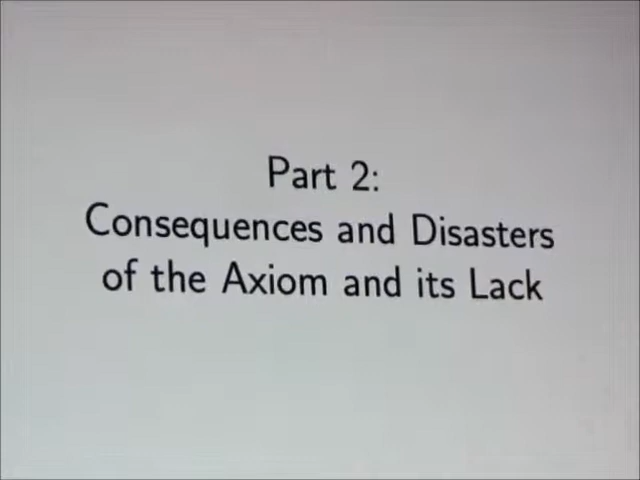 Part 2:
Consequences and Disasters
of the Axiom and its Lack